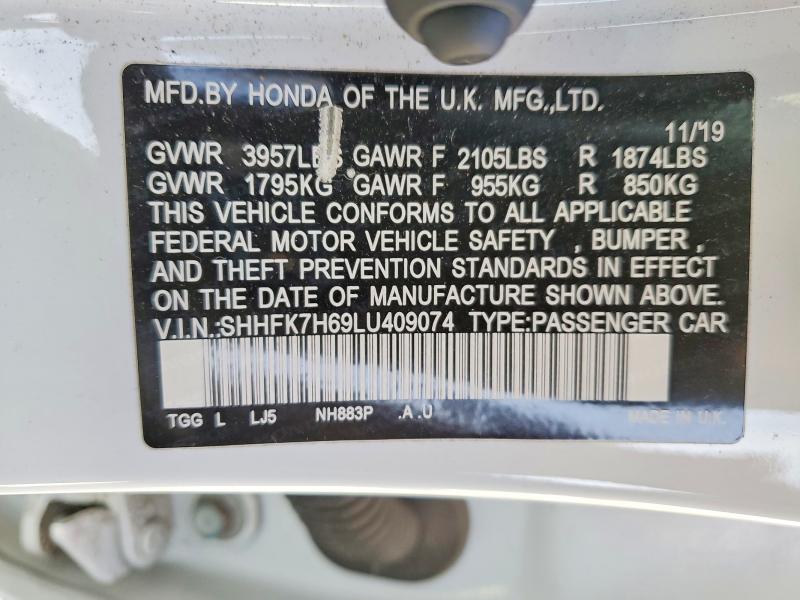 MFD.BY HONDA OF THE U.K. MFG.,LTD.
11/'19
GVWR 3957LBS GAWR F 2105LBS R 1874LBS
GVWR 1795KG GAWR F 955KG R 850KG
THIS VEHICLE CONFORMS TO ALL APPLICABLE
FEDERAL MOTOR VEHICLE SAFETY , BUMPER ,
AND THEFT PREVENTION STANDARDS IN EFFECT
ON THE DATE OF MANUFACTURE SHOWN ABOVE.
V.I.N.:SHHFK7H69LU409074 TYPE:PASSENGER CAR
TGG L LJ5 NH883P .A .U MADE IN U.K.